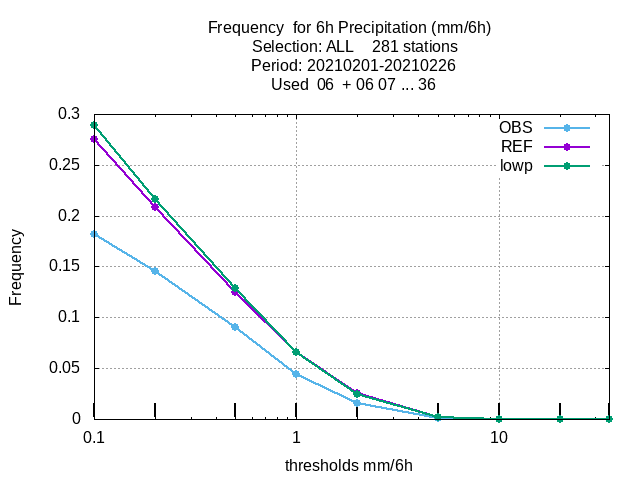 Frequency  for 6h Precipitation (mm/6h)
Selection: ALL    281 stations
Period: 20210201-20210226
Used  06  + 06 07 ... 36
0.3
0.25
0.2
0.15
0.1
0.05
0
Frequency
OBS
REF
lowp
0.1 1 10
thresholds mm/6h